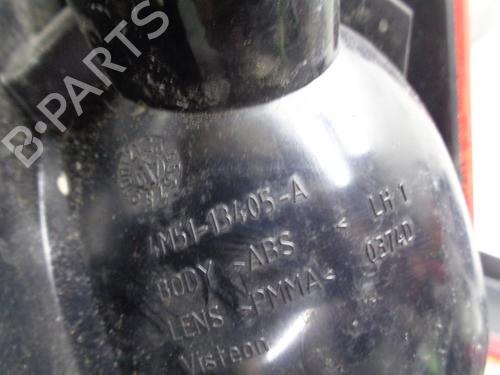 B-PARTS
4M51-13405-A
BODY >ABS< LH 1
LENS >PMMA< 0374D
Visteon